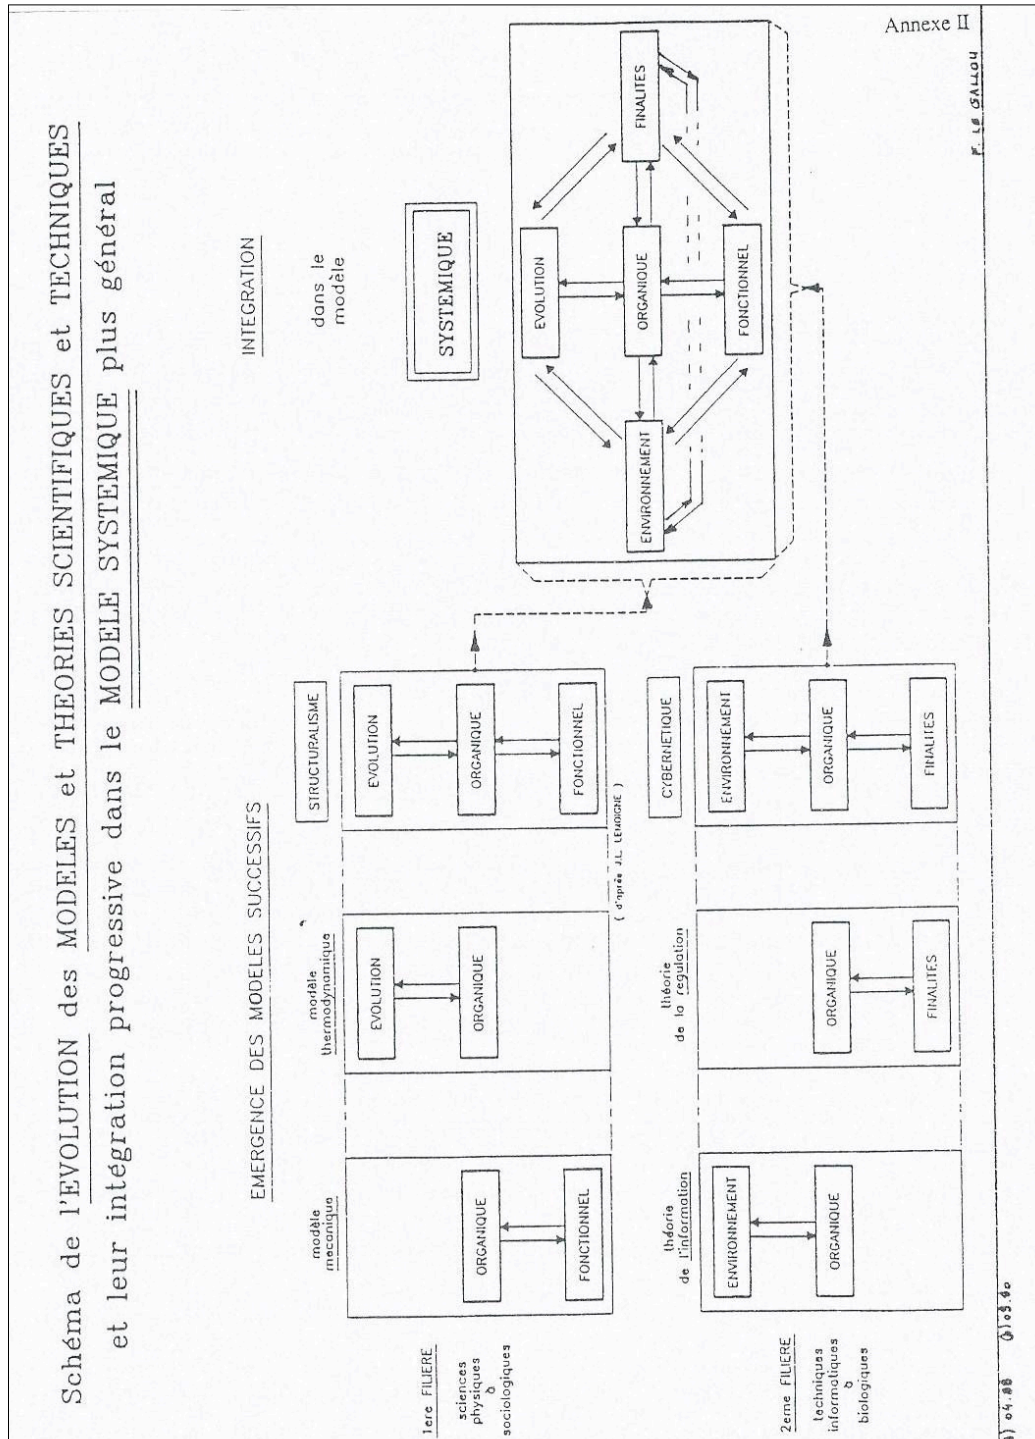 Annexe II
Schéma de l'EVOLUTION des MODELES et THEORIES SCIENTIFIQUES et TECHNIQUES
et leur intégration progressive dans le MODELE SYSTEMIQUE plus général
EMERGENCE DES MODELES SUCCESSIFS
INTEGRATION
dans le
modèle
SYSTEMIQUE
1ere FILIERE
sciences
physiques
à
sociologiques
modèle
mecanique
ORGANIQUE
FONCTIONNEL
modèle
thermodynamique
EVOLUTION
ORGANIQUE
STRUCTURALISME
EVOLUTION
ORGANIQUE
FONCTIONNEL
( d'après J.L. LEMOIGNE )
2eme FILIERE
techniques
informatiques
à
biologiques
théorie
de l'information
ENVIRONNEMENT
ORGANIQUE
théorie
de la regulation
ORGANIQUE
FINALITES
CYBERNETIQUE
ENVIRONNEMENT
ORGANIQUE
FINALITES
EVOLUTION
ENVIRONNEMENT
ORGANIQUE
FINALITES
FONCTIONNEL
04.86
03.90
F. LE GALLOU